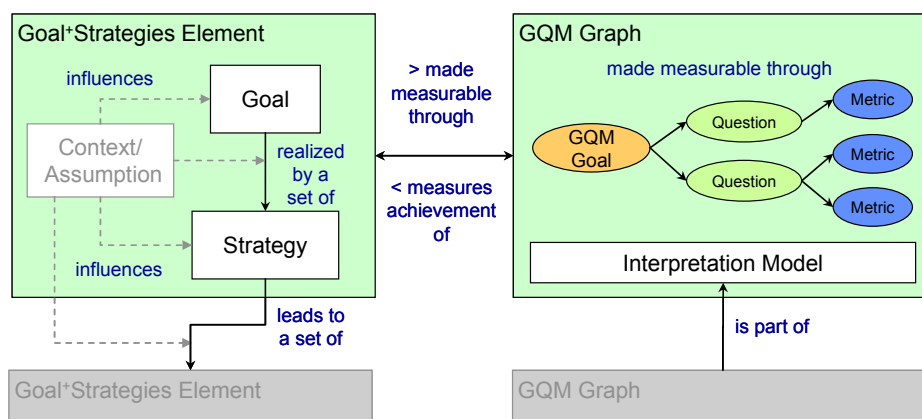 Goal⁺Strategies Element
influences
Goal
Context/
Assumption
realized
by a
set of
Strategy
influences
leads to
a set of
Goal⁺Strategies Element
> made
measurable
through
< measures
achievement
of
GQM Graph
made measurable through
GQM
Goal
Question
Question
Metric
Metric
Metric
Interpretation Model
is part of
GQM Graph